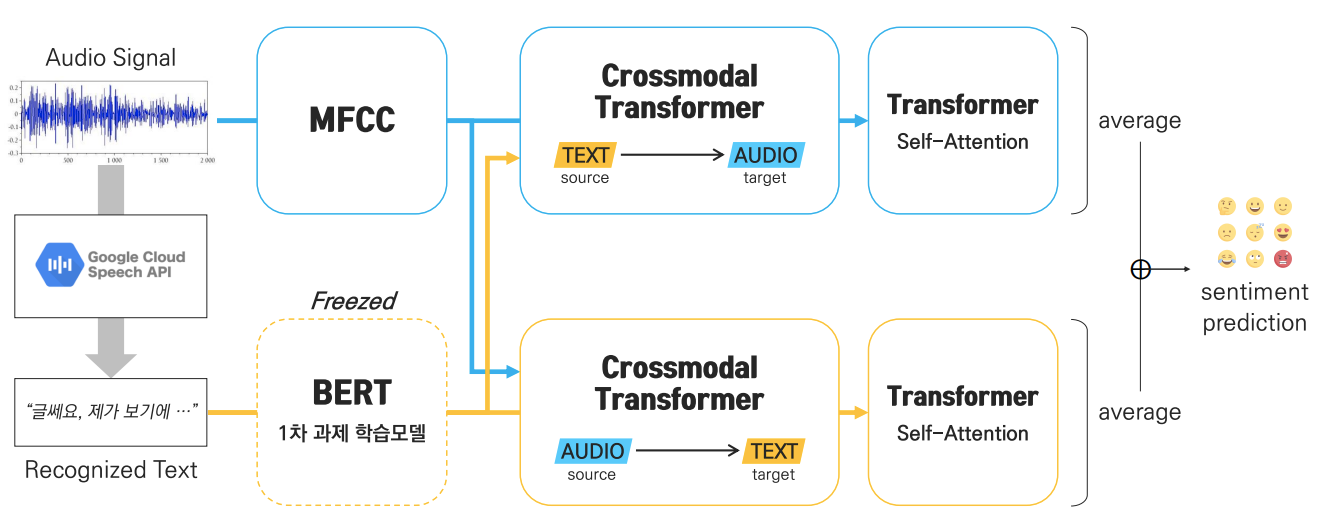 Audio Signal
0.2
0.1
0
-0.1
-0.2
-0.3
0
500
1 000
1 500
2 000
Google Cloud
Speech API
"글쎄요, 제가 보기에 ⋯"
Recognized Text
MFCC
Freezed
BERT
1차 과제 학습모델
Crossmodal
Transformer
TEXT
AUDIO
source
target
Transformer
Self-Attention
average
Crossmodal
Transformer
AUDIO
TEXT
source
target
Transformer
Self-Attention
average
sentiment
prediction